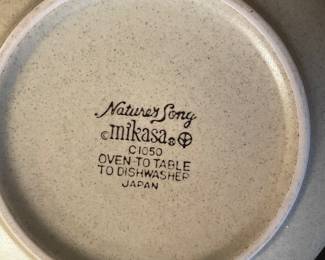 Nature's Song
© mikasa ®
C1050
OVEN-TO TABLE
TO DISHWASHER
JAPAN